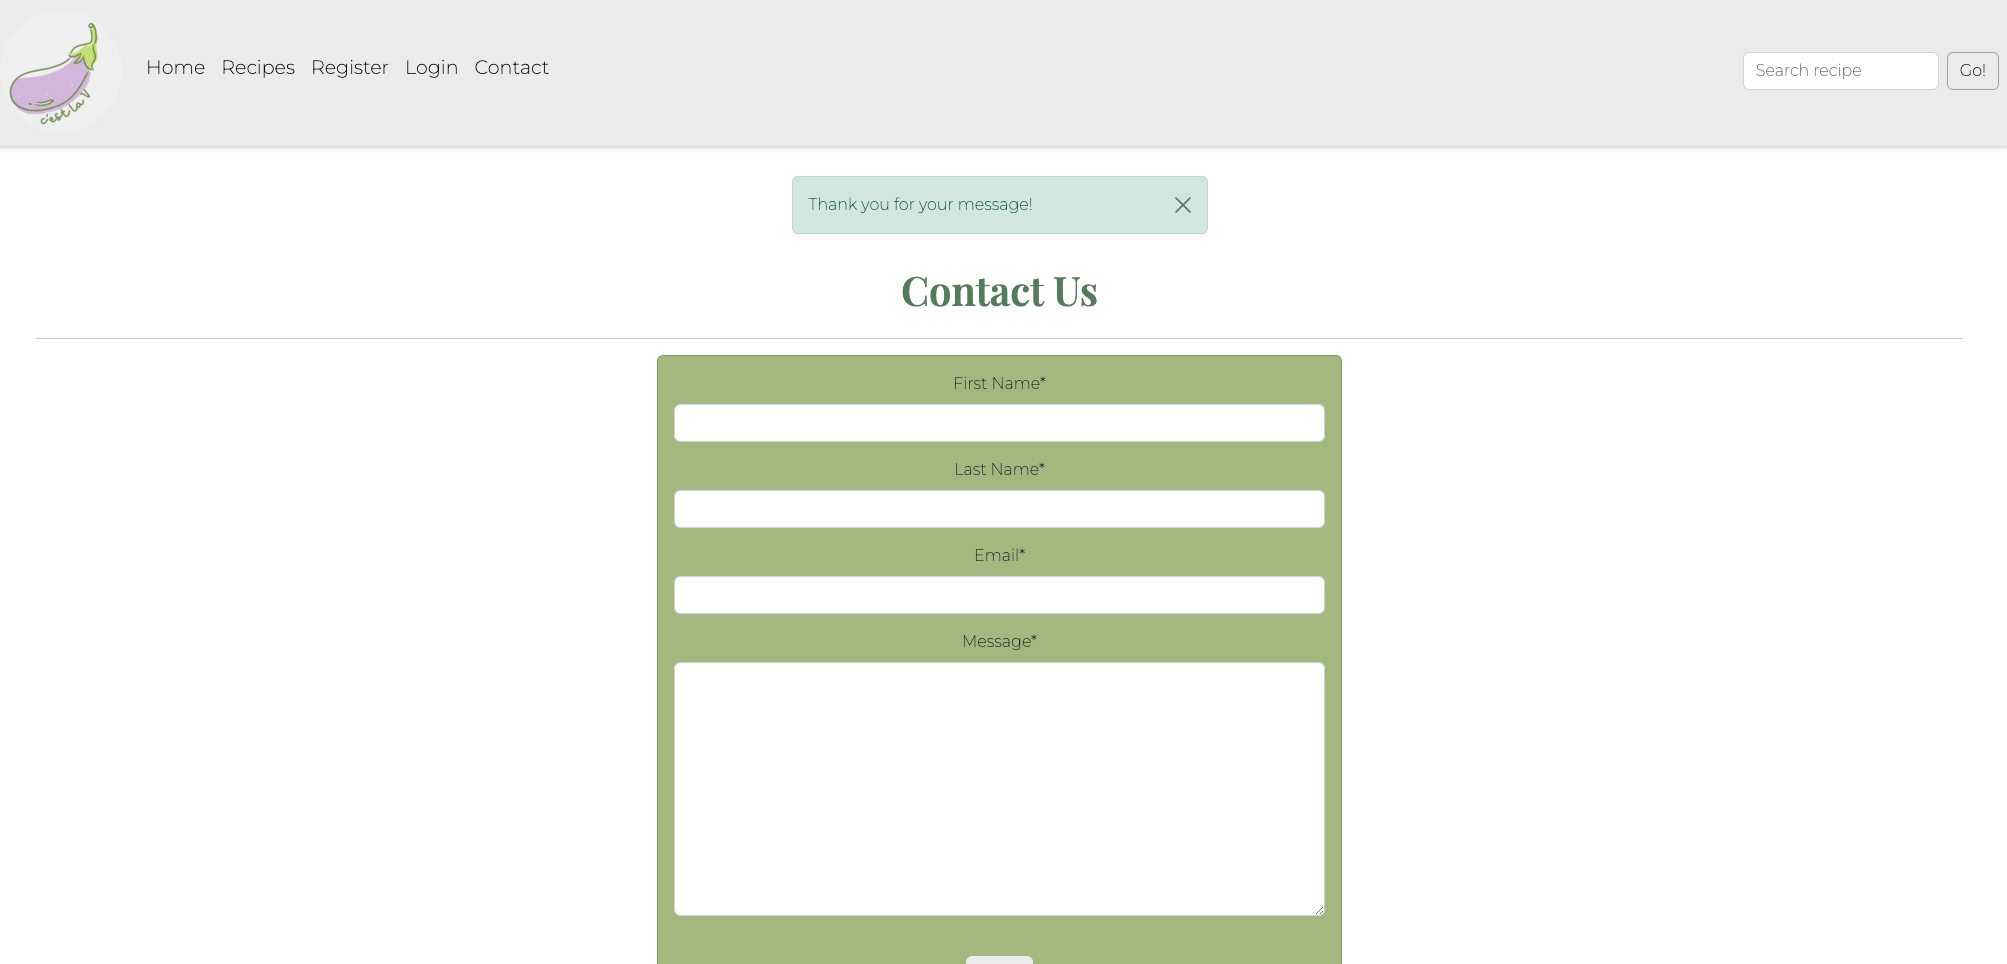 c'est la V
Home Recipes Register Login Contact
Search recipe Go!
Thank you for your message!
Contact Us
First Name*
Last Name*
Email*
Message*